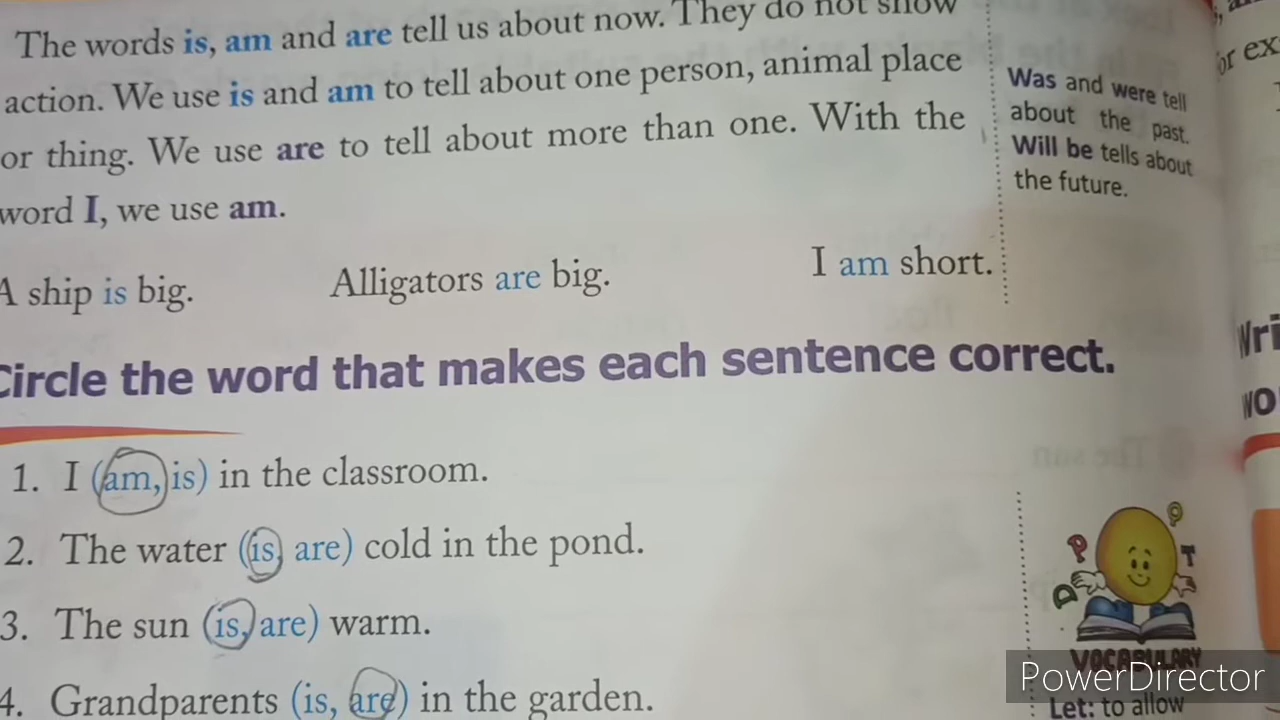 The words is, am and are tell us about now. They do not show
action. We use is and am to tell about one person, animal place
or thing. We use are to tell about more than one. With the
word I, we use am.
A ship is big. Alligators are big. I am short.
Was and were tell
about the past.
Will be tells about
the future.
Circle the word that makes each sentence correct.
1. I (am, is) in the classroom.
2. The water (is, are) cold in the pond.
3. The sun (is, are) warm.
4. Grandparents (is, are) in the garden.
VOCABULARY
Let: to allow
or ex
Wri
wo
PowerDirector